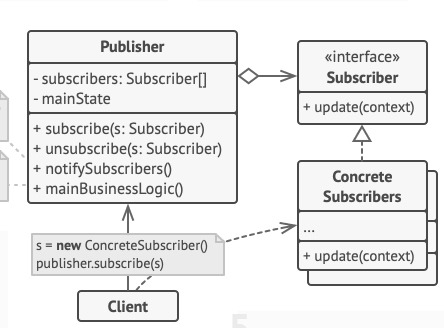 Publisher
- subscribers: Subscriber[]
- mainState
+ subscribe(s: Subscriber)
+ unsubscribe(s: Subscriber)
+ notifySubscribers()
+ mainBusinessLogic()
«interface»
Subscriber
+ update(context)
Concrete
Subscribers
...
+ update(context)
s = new ConcreteSubscriber()
publisher.subscribe(s)
Client
5